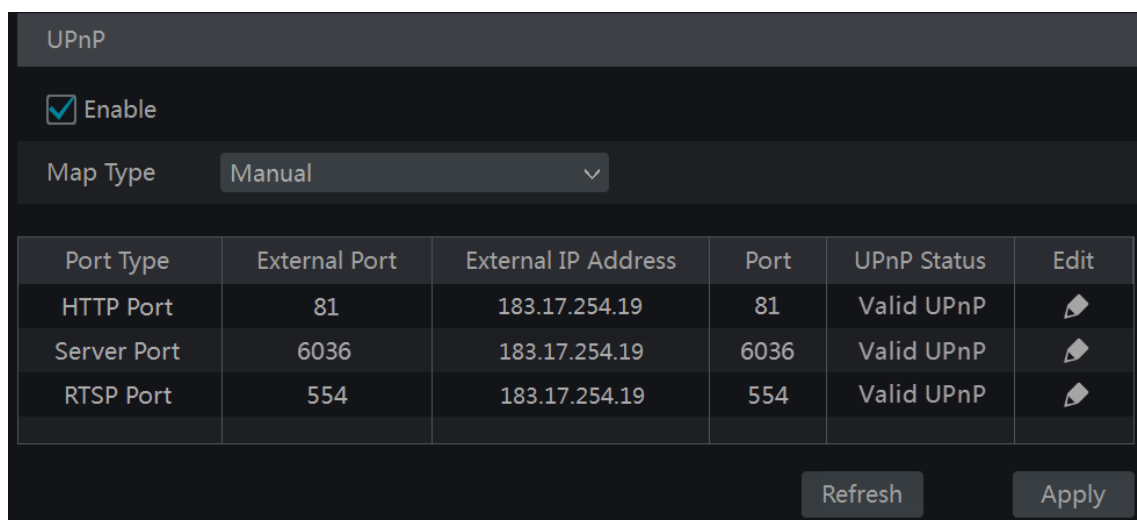 UPnP
Enable
Map Type Manual
Port Type External Port External IP Address Port UPnP Status Edit
HTTP Port 81 183.17.254.19 81 Valid UPnP
Server Port 6036 183.17.254.19 6036 Valid UPnP
RTSP Port 554 183.17.254.19 554 Valid UPnP
Refresh Apply